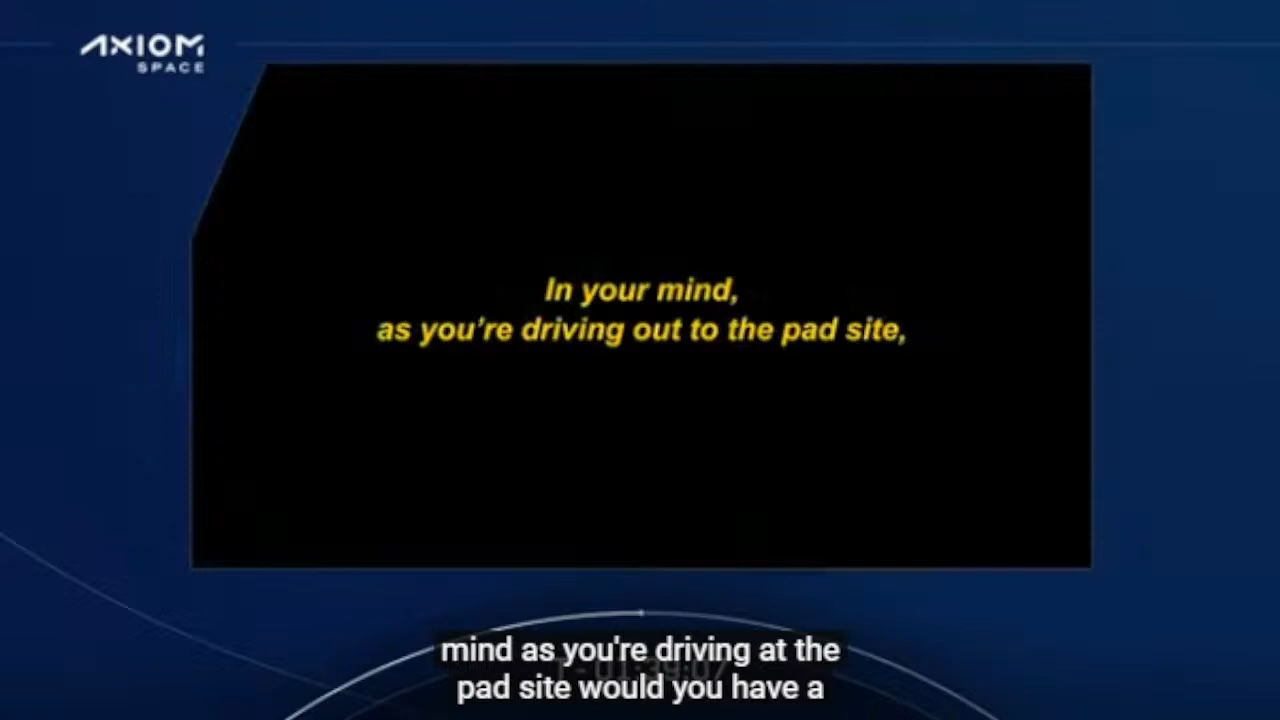 AXIOM
SPACE
In your mind,
as you're driving out to the pad site,
mind as you're driving at the
pad site would you have a